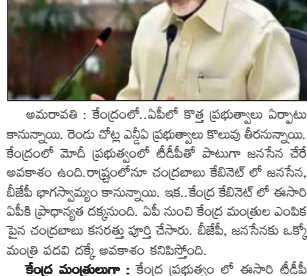 అమరావతి : కేంద్రంలో..ఏపీలో కొత్త ప్రభుత్వాలు ఏర్పాటు
కానున్నాయి. రెండు చోట్ల ఎన్డీఏ ప్రభుత్వాలు కొలువు తీరనున్నాయి.
కేంద్రంలో మోదీ ప్రభుత్వంలో టీడీపీతో పాటుగా జనసేన చేరే
అవకాశం ఉంది.రాష్ట్రంలోనూ చంద్రబాబు కేబినెట్ లో జనసేన,
బీజేపీ భాగస్వామ్యం కానున్నాయి. ఇక..కేంద్ర కేబినెట్ లో ఈసారి
ఏపీకి ప్రాధాన్యత దక్కనుంది. ఏపీ నుంచి కేంద్ర మంత్రుల ఎంపిక
పైన చంద్రబాబు కసరత్తు పూర్తి చేసారు. బీజేపీ, జనసేనకు ఒక్కో
మంత్రి పదవి దక్కే అవకాశం కనిపిస్తోంది.
కేంద్ర మంత్రులుగా : కేంద్ర ప్రభుత్వం లో ఈసారి టీడీపీ